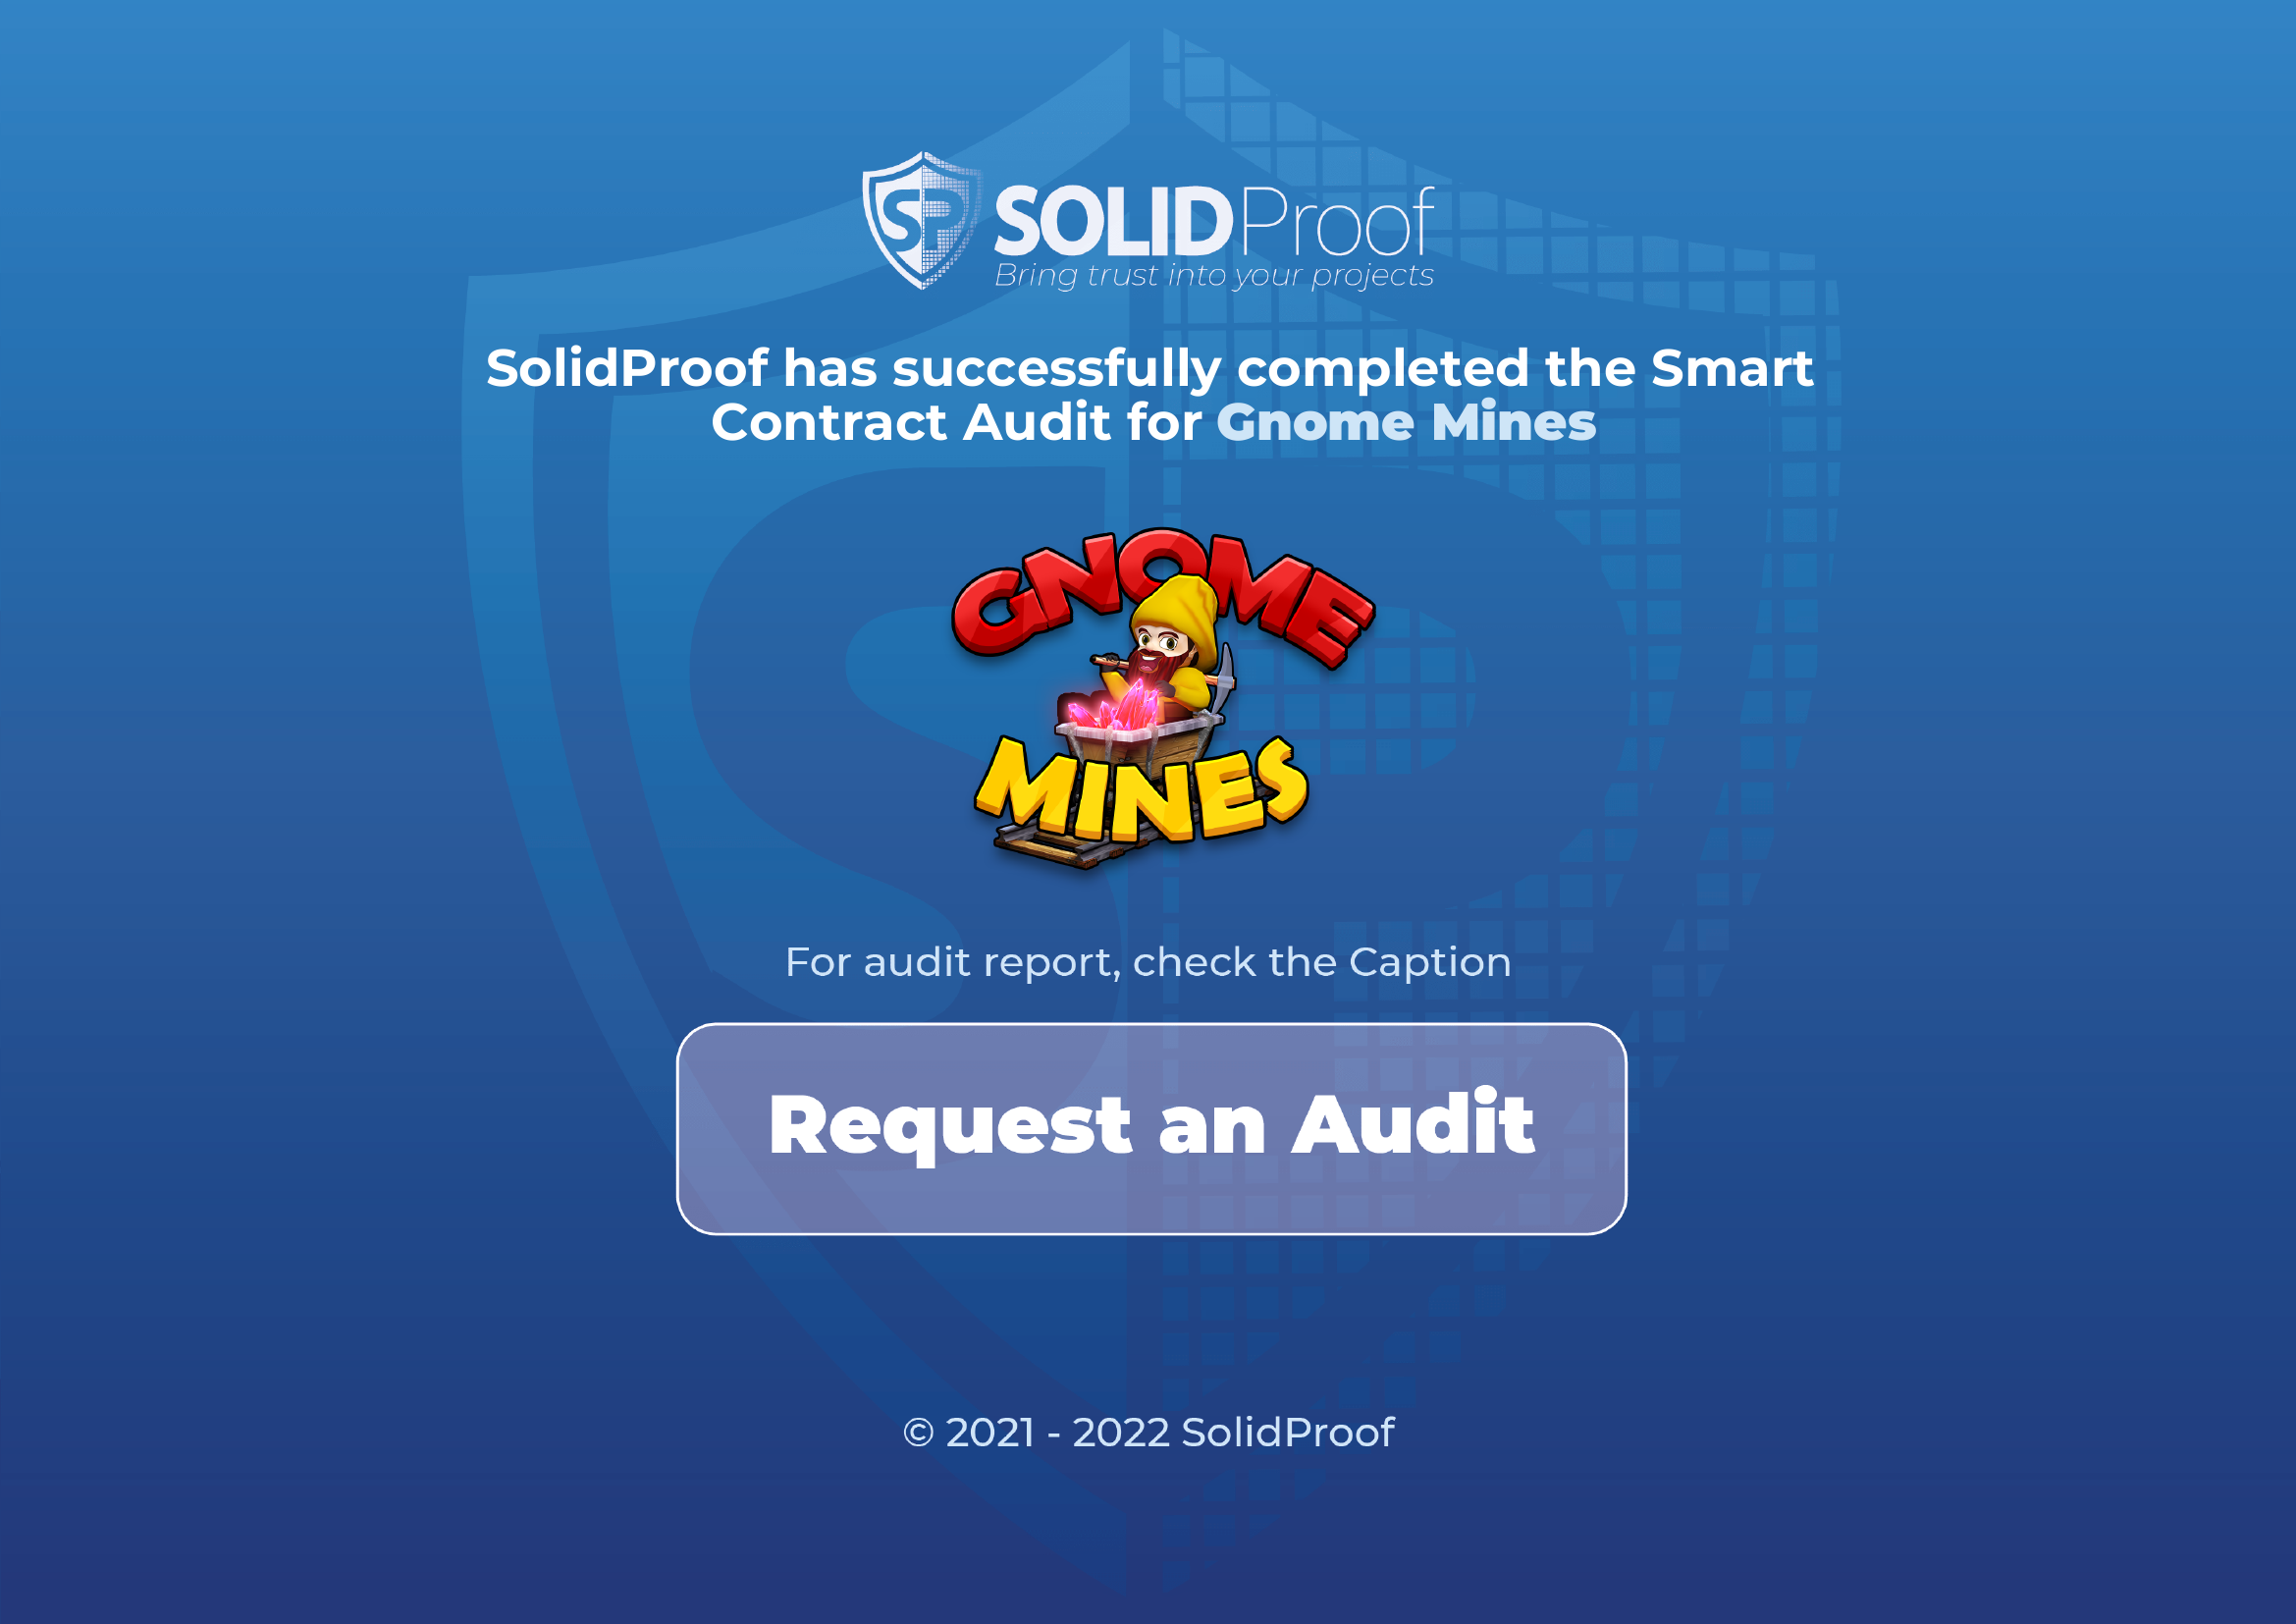 SP SOLIDProof
Bring trust into your projects
SolidProof has successfully completed the Smart
Contract Audit for Gnome Mines
GNOME
MINES
For audit report, check the Caption
Request an Audit
© 2021 - 2022 SolidProof